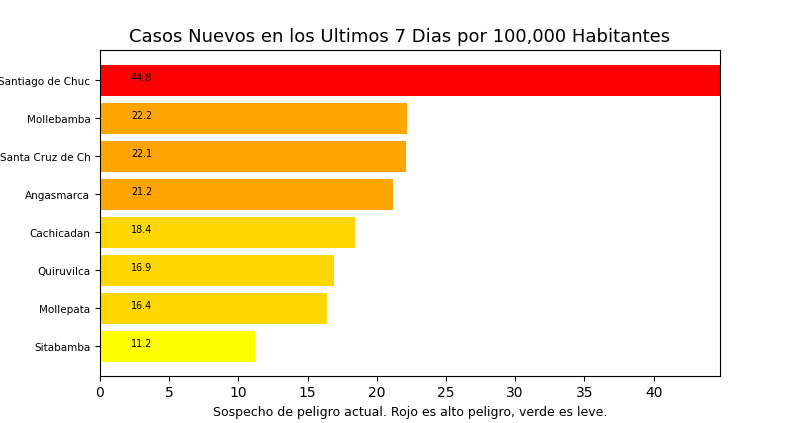 Casos Nuevos en los Ultimos 7 Dias por 100,000 Habitantes
Santiago de Chuc 44.8
Mollebamba 22.2
Santa Cruz de Ch 22.1
Angasmarca 21.2
Cachicadan 18.4
Quiruvilca 16.9
Mollepata 16.4
Sitabamba 11.2
0 5 10 15 20 25 30 35 40
Sospecho de peligro actual. Rojo es alto peligro, verde es leve.